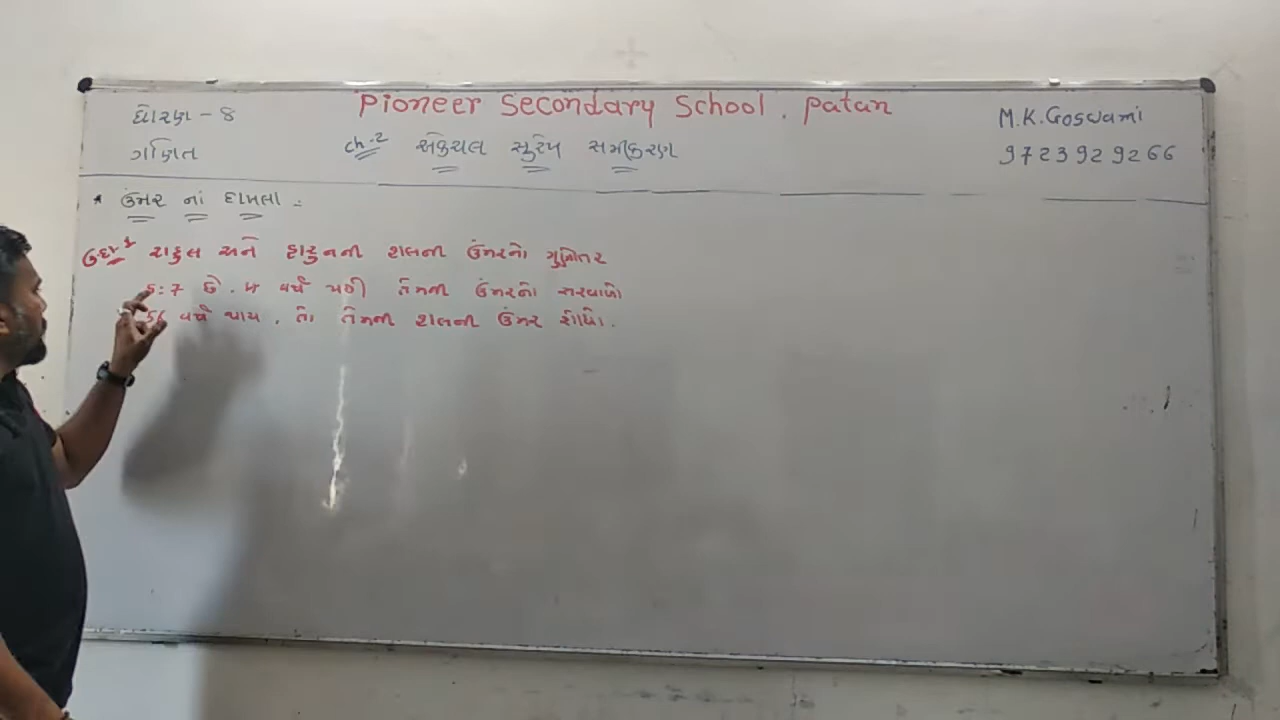 Pioneer Secondary School, Patan
ધોરણ - ૮
ગણિત
ch.2 એકચલ સુરેખ સમીકરણ
M.K.Goswami
9723929266
* ઉંમર નાં દાખલા :
ઉદા 1 રાહુલ અને હારુનની હાલની ઉંમરનો ગુણોત્તર
5:7 છે. 4 વર્ષ પછી તેમની ઉંમરનો સરવાળો
56 વર્ષ થાય, તો તેમની હાલની ઉંમર શોધો.